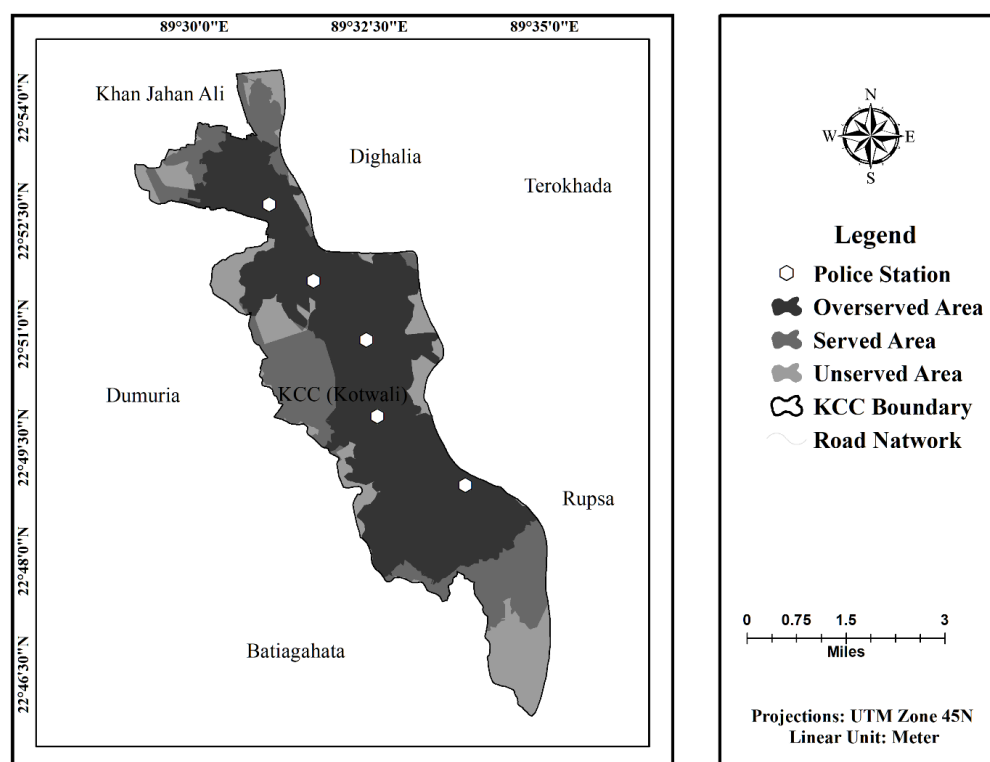 89°30'0"E 89°32'30"E 89°35'0"E
22°54'0"N
22°52'30"N
22°51'0"N
22°49'30"N
22°48'0"N
22°46'30"N
Khan Jahan Ali
Dighalia
Terokhada
Dumuria
KCC (Kotwali)
Rupsa
Batiagahata
N
W E
S
Legend
Police Station
Overserved Area
Served Area
Unserved Area
KCC Boundary
Road Natwork
0 0.75 1.5 3
Miles
Projections: UTM Zone 45N
Linear Unit: Meter